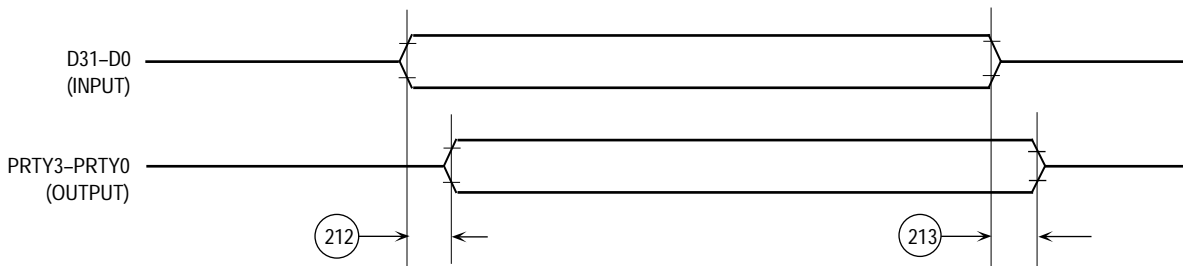 D31–D0
(INPUT)
PRTY3–PRTY0
(OUTPUT)
212
213